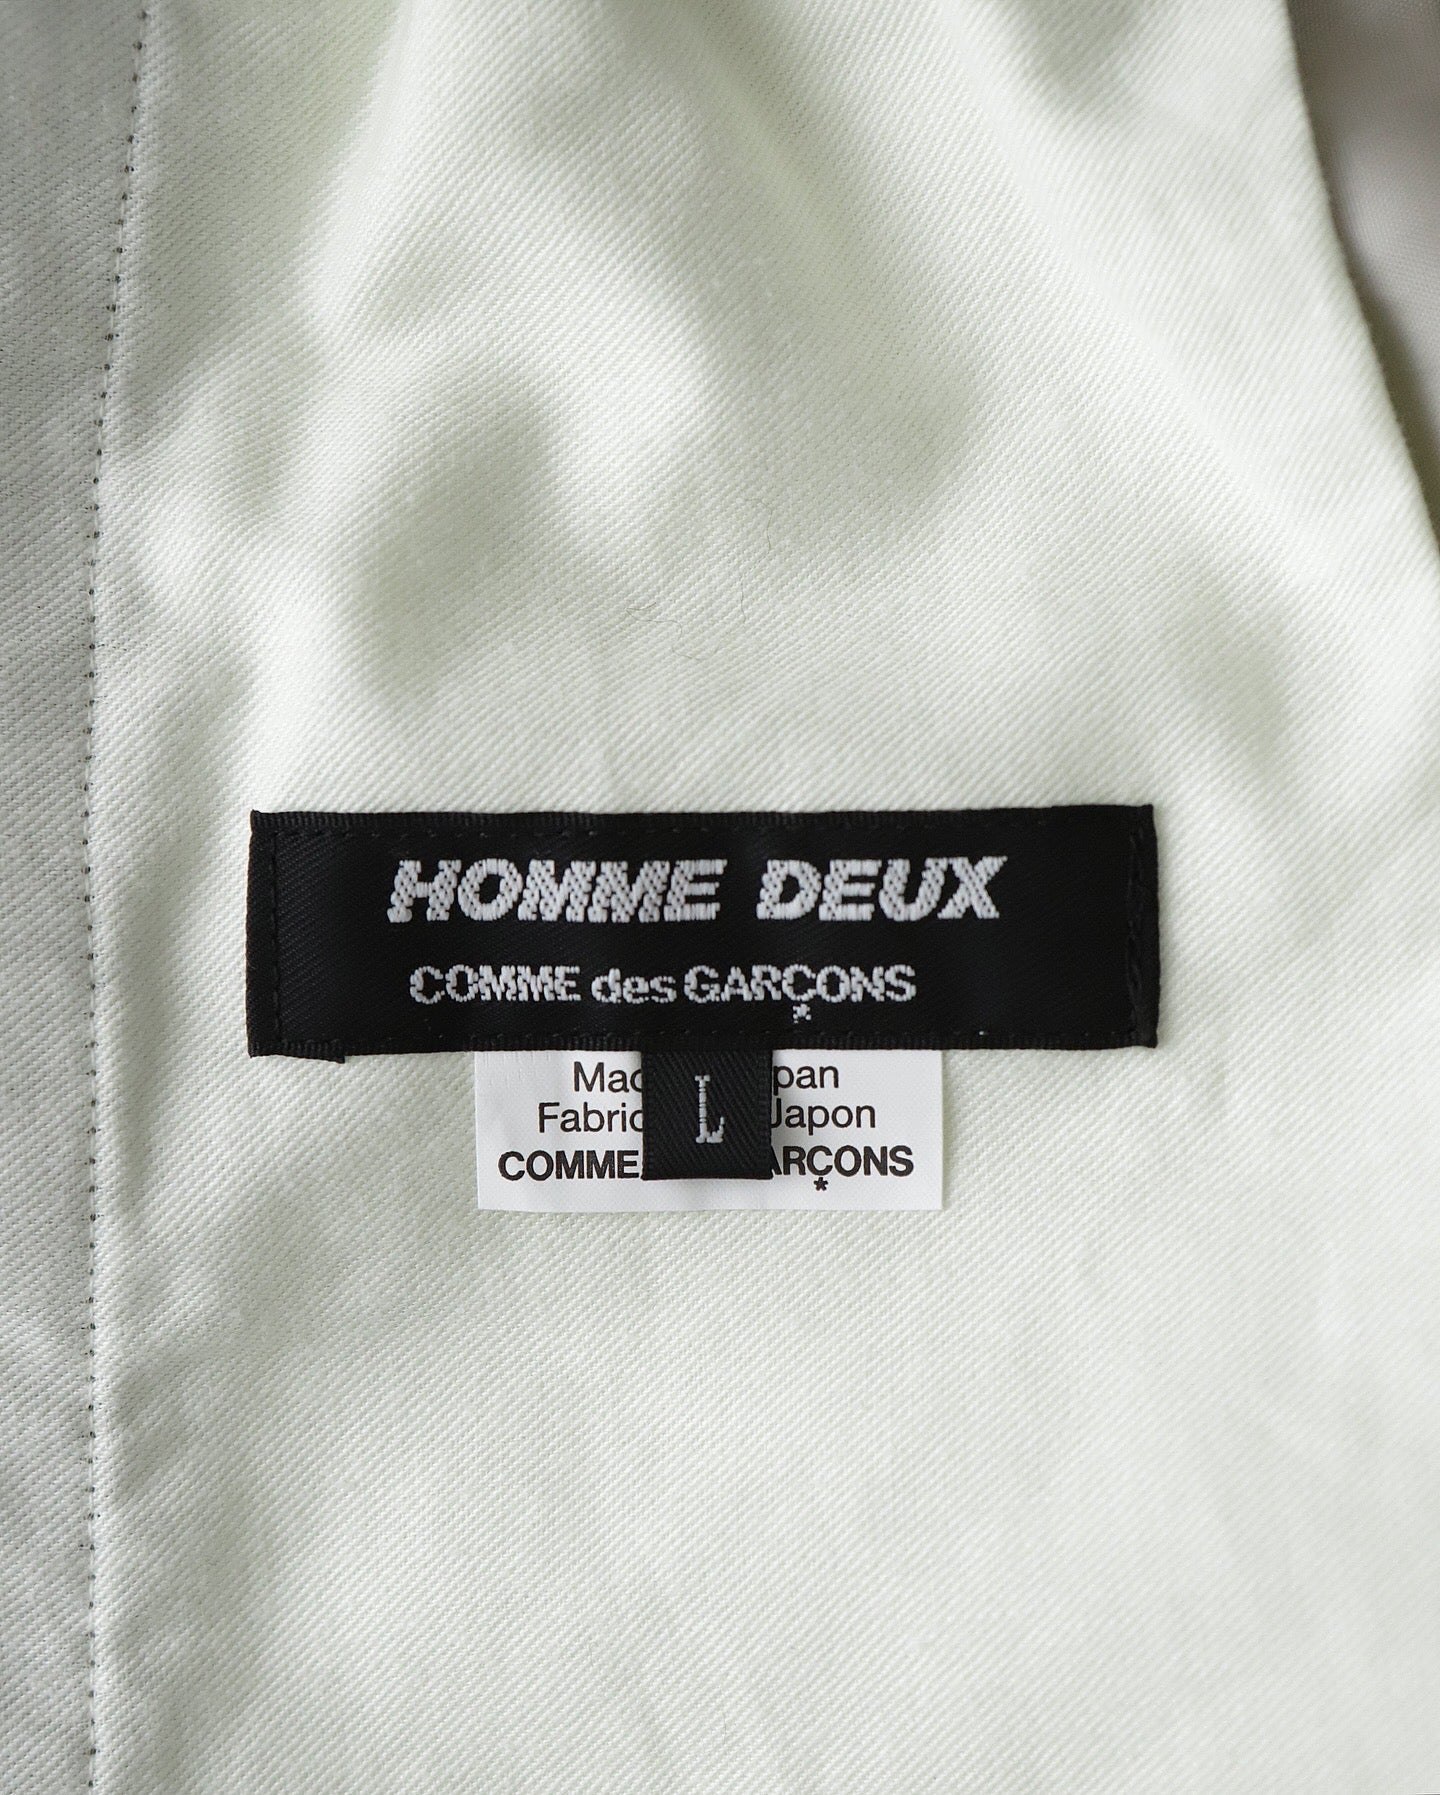 HOMME DEUX
COMME des GARÇONS
*
L
Mac pan
Fabric Japon
COMME ARÇONS
*